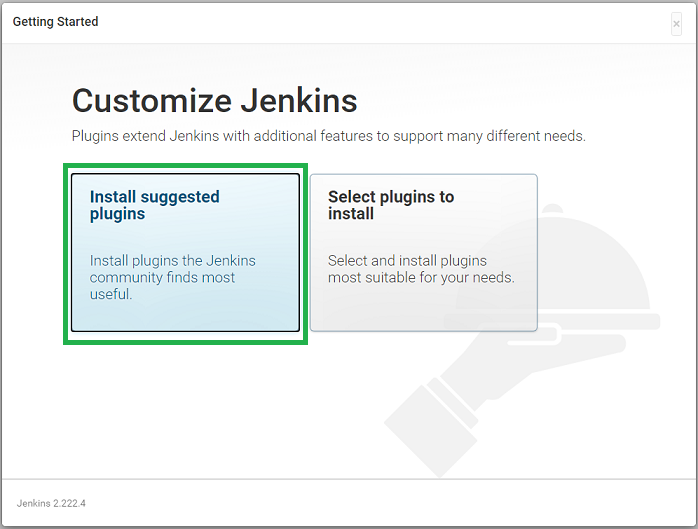 Getting Started
×
Customize Jenkins
Plugins extend Jenkins with additional features to support many different needs.
Install suggested
plugins
Install plugins the Jenkins
community finds most
useful.
Select plugins to
install
Select and install plugins
most suitable for your needs.
Jenkins 2.222.4